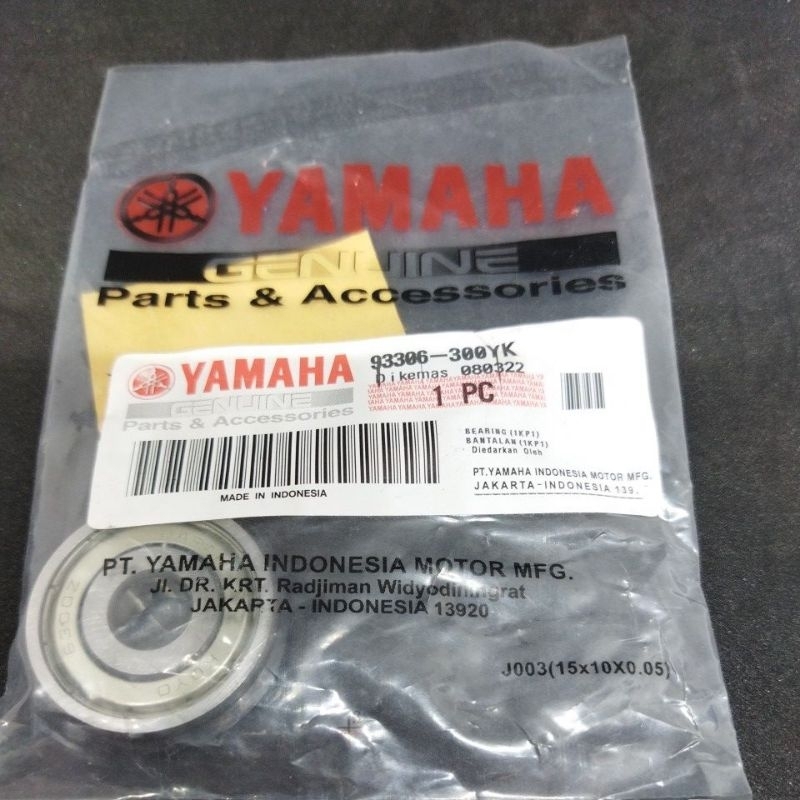 YAMAHA
GENUINE
Parts & Accessories
YAMAHA
GENUINE
Parts & Accessories
93306-300YK
Dikemas 080322
1 PC
BEARING (1KP1)
BANTALAN (1KP1)
Diedarkan Oleh
PT.YAMAHA INDONESIA MOTOR MFG.
JAKARTA-INDONESIA 139
MADE IN INDONESIA
PT. YAMAHA INDONESIA MOTOR MFG.
Jl. DR. KRT. Radjiman Widyodiningrat
JAKARTA - INDONESIA 13920
J003(15x10X0.05)
6300Z